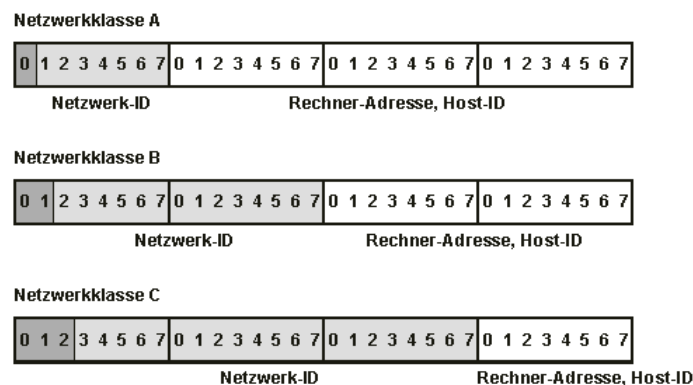 Netzwerkklasse A
0 1 2 3 4 5 6 7 0 1 2 3 4 5 6 7 0 1 2 3 4 5 6 7 0 1 2 3 4 5 6 7
Netzwerk-ID Rechner-Adresse, Host-ID
Netzwerkklasse B
0 1 2 3 4 5 6 7 0 1 2 3 4 5 6 7 0 1 2 3 4 5 6 7 0 1 2 3 4 5 6 7
Netzwerk-ID Rechner-Adresse, Host-ID
Netzwerkklasse C
0 1 2 3 4 5 6 7 0 1 2 3 4 5 6 7 0 1 2 3 4 5 6 7 0 1 2 3 4 5 6 7
Netzwerk-ID Rechner-Adresse, Host-ID